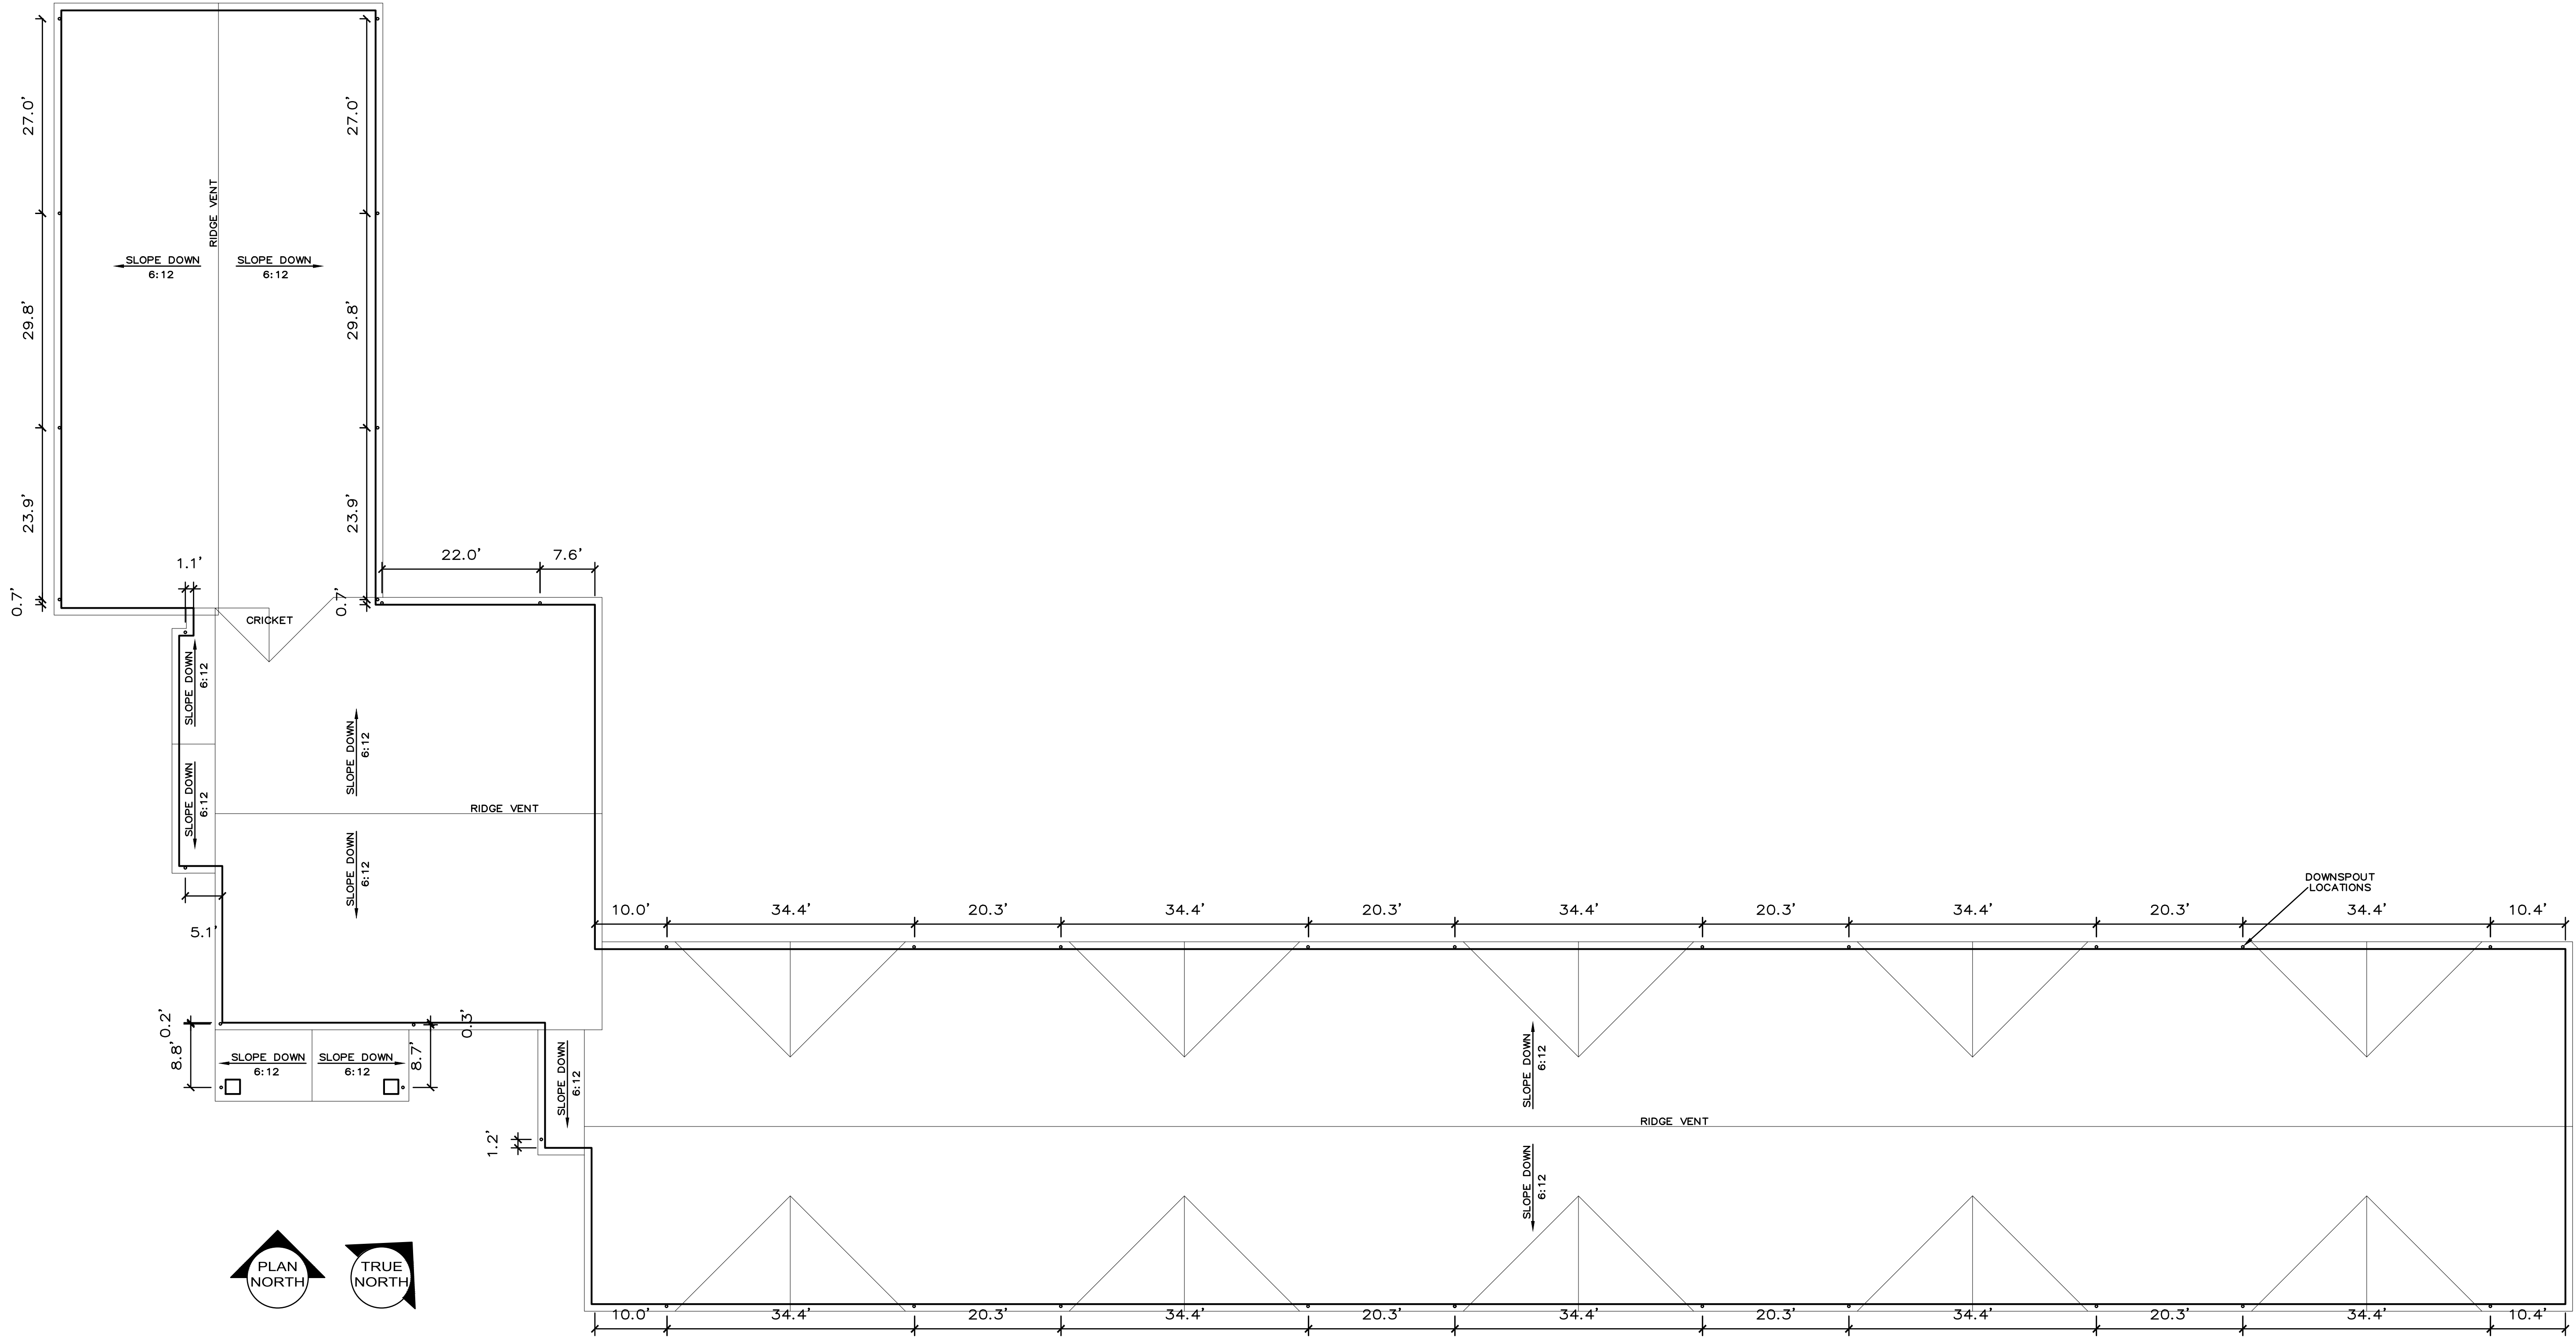 27.0'
27.0'
RIDGE VENT
SLOPE DOWN
6:12
SLOPE DOWN
6:12
29.8'
29.8'
23.9'
23.9'
22.0'
7.6'
1.1'
0.7'
0.7'
CRICKET
SLOPE DOWN
6:12
SLOPE DOWN
6:12
SLOPE DOWN
6:12
RIDGE VENT
SLOPE DOWN
6:12
5.1'
DOWNSPOUT
LOCATIONS
10.0'
34.4'
20.3'
34.4'
20.3'
34.4'
20.3'
34.4'
20.3'
34.4'
10.4'
0.2'
0.3'
8.8'
SLOPE DOWN
6:12
SLOPE DOWN
6:12
8.7'
SLOPE DOWN
6:12
SLOPE DOWN
6:12
RIDGE VENT
1.2'
SLOPE DOWN
6:12
PLAN
NORTH
TRUE
NORTH
10.0'
34.4'
20.3'
34.4'
20.3'
34.4'
20.3'
34.4'
20.3'
34.4'
10.4'